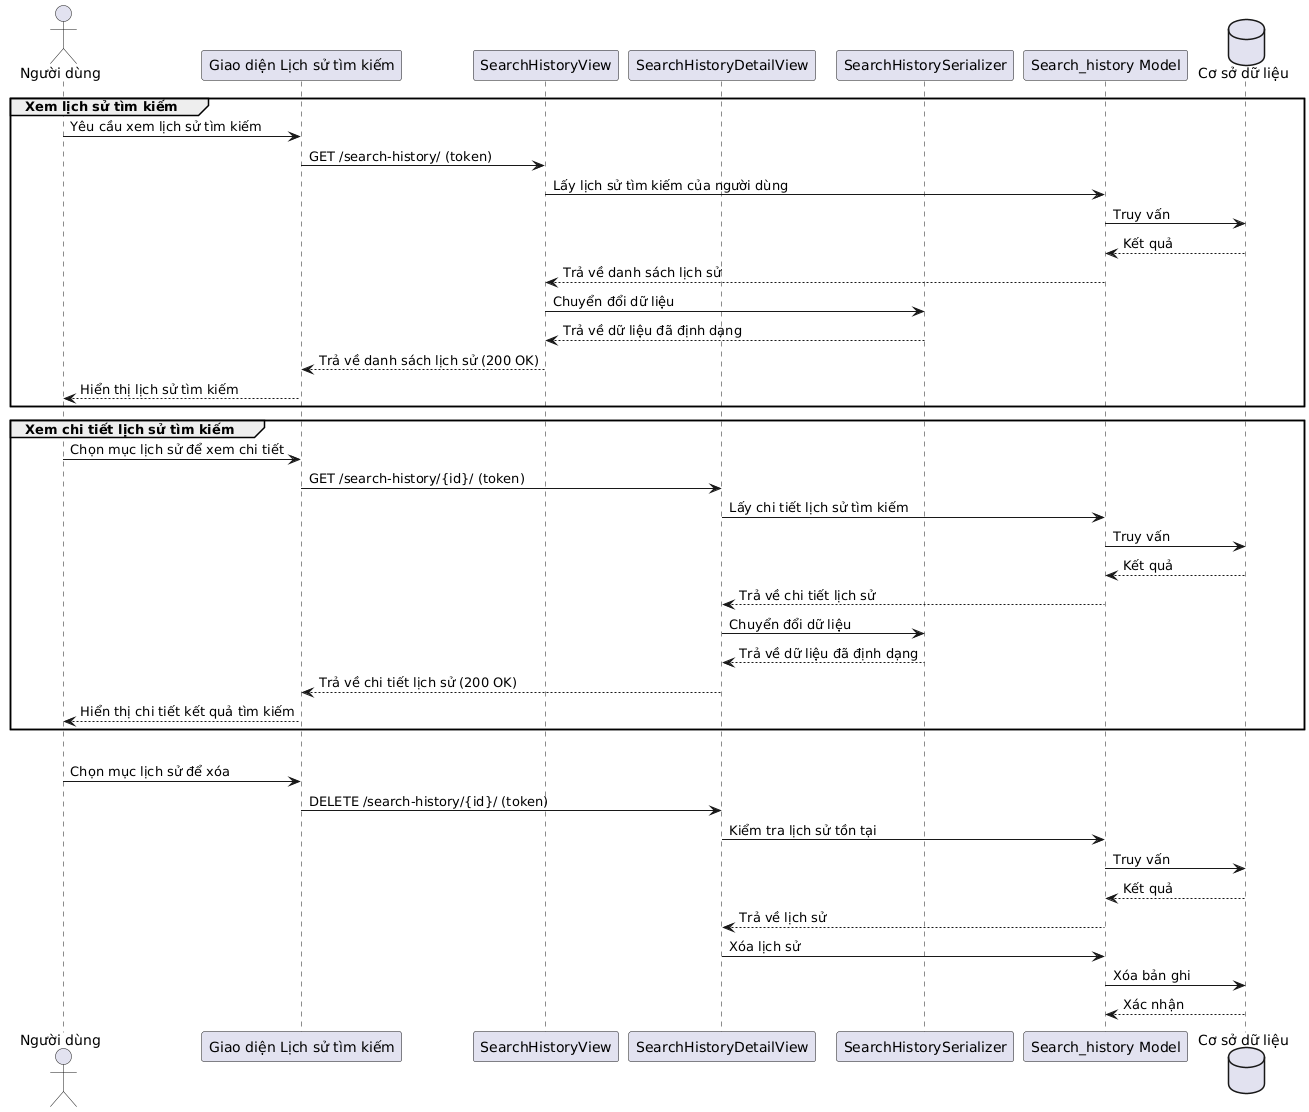 Người dùng
Giao diện Lịch sử tìm kiếm
SearchHistoryView
SearchHistoryDetailView
SearchHistorySerializer
Search_history Model
Cơ sở dữ liệu
Xem lịch sử tìm kiếm
Yêu cầu xem lịch sử tìm kiếm
GET /search-history/ (token)
Lấy lịch sử tìm kiếm của người dùng
Truy vấn
Kết quả
Trả về danh sách lịch sử
Chuyển đổi dữ liệu
Trả về dữ liệu đã định dạng
Trả về danh sách lịch sử (200 OK)
Hiển thị lịch sử tìm kiếm
Xem chi tiết lịch sử tìm kiếm
Chọn mục lịch sử để xem chi tiết
GET /search-history/{id}/ (token)
Lấy chi tiết lịch sử tìm kiếm
Truy vấn
Kết quả
Trả về chi tiết lịch sử
Chuyển đổi dữ liệu
Trả về dữ liệu đã định dạng
Trả về chi tiết lịch sử (200 OK)
Hiển thị chi tiết kết quả tìm kiếm
Chọn mục lịch sử để xóa
DELETE /search-history/{id}/ (token)
Kiểm tra lịch sử tồn tại
Truy vấn
Kết quả
Trả về lịch sử
Xóa lịch sử
Xóa bản ghi
Xác nhận
Người dùng
Giao diện Lịch sử tìm kiếm
SearchHistoryView
SearchHistoryDetailView
SearchHistorySerializer
Search_history Model
Cơ sở dữ liệu